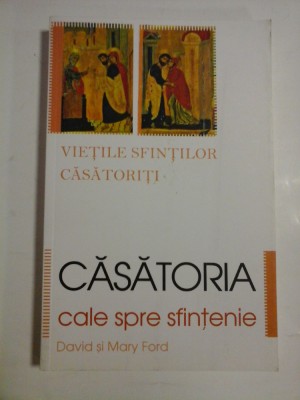 VIEȚILE SFINȚILOR
CĂSĂTORIȚI
CĂSĂTORIA
cale spre sfințenie
David și Mary Ford